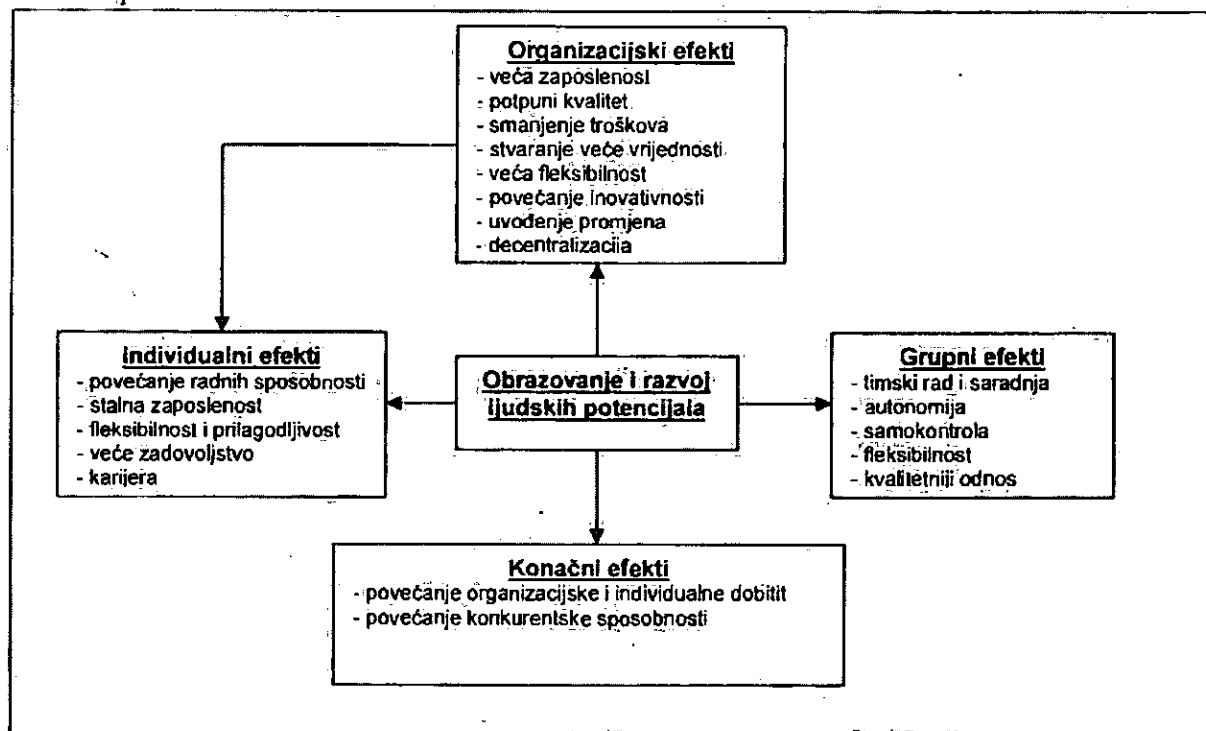 Organizacijski efekti
- veća zaposlenost
- potpuni kvalitet
- smanjenje troškova
- stvaranje veće vrijednosti
- veća fleksibilnost
- povećanje inovativnosti
- uvođenje promjena
- decentralizacija
Individualni efekti
- povećanje radnih sposobnosti
- stalna zaposlenost
- fleksibilnost i prilagodljivost
- veće zadovoljstvo
- karijera
Obrazovanje i razvoj
ljudskih potencijala
Grupni efekti
- timski rad i saradnja
- autonomija
- samokontrola
- fleksibilnost
- kvalitetniji odnos
Konačni efekti
- povećanje organizacijske i individualne dobitit
- povećanje konkurentske sposobnosti